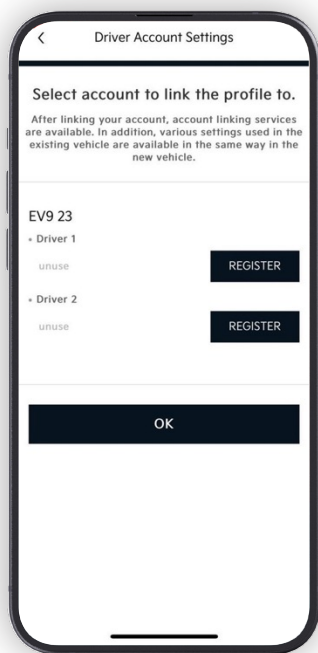 Driver Account Settings
Select account to link the profile to.
After linking your account, account linking services
are available. In addition, various settings used in the
existing vehicle are available in the same way in the
new vehicle.
EV9 23
• Driver 1
unuse
REGISTER
• Driver 2
unuse
REGISTER
OK